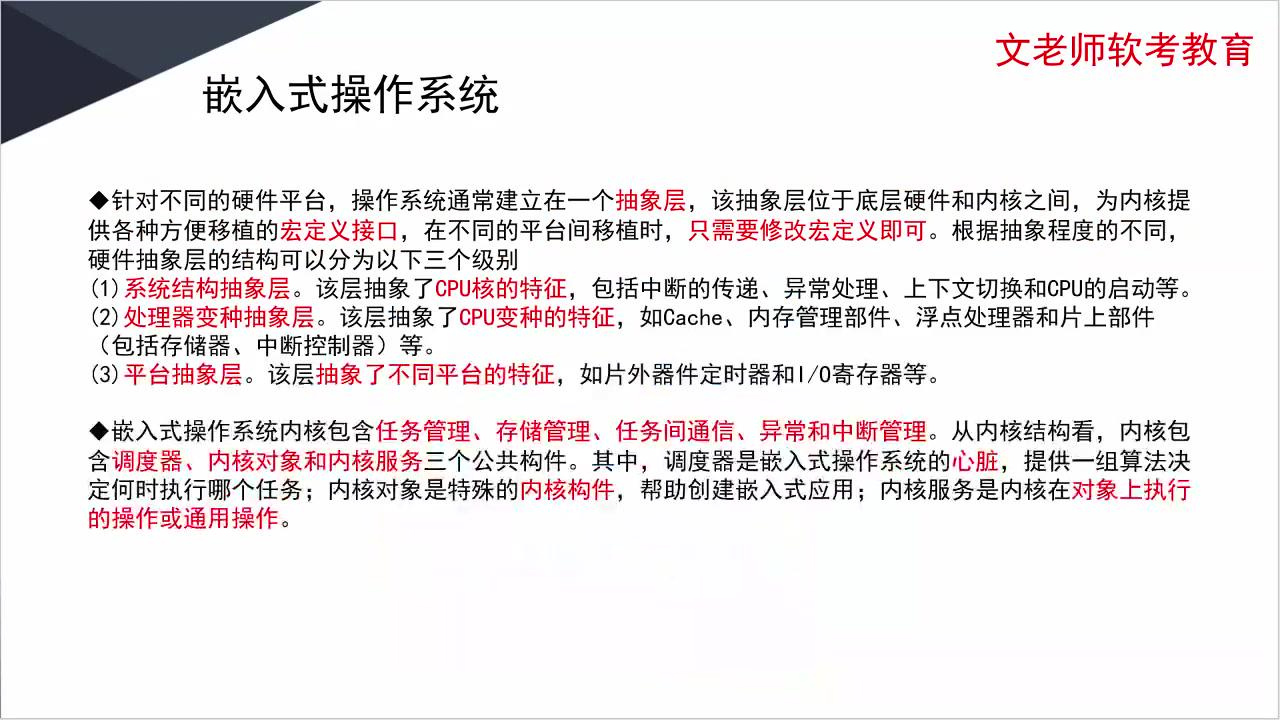 文老师软考教育
嵌入式操作系统
◆针对不同的硬件平台，操作系统通常建立在一个抽象层，该抽象层位于底层硬件和内核之间，为内核提
供各种方便移植的宏定义接口，在不同的平台间移植时，只需要修改宏定义即可。根据抽象程度的不同，
硬件抽象层的结构可以分为以下三个级别
(1)系统结构抽象层。该层抽象了CPU核的特征，包括中断的传递、异常处理、上下文切换和CPU的启动等。
(2)处理器变种抽象层。该层抽象了CPU变种的特征，如Cache、内存管理部件、浮点处理器和片上部件
（包括存储器、中断控制器）等。
(3)平台抽象层。该层抽象了不同平台的特征，如片外器件定时器和I/O寄存器等。
◆嵌入式操作系统内核包含任务管理、存储管理、任务间通信、异常和中断管理。从内核结构看，内核包
含调度器、内核对象和内核服务三个公共构件。其中，调度器是嵌入式操作系统的心脏，提供一组算法决
定何时执行哪个任务；内核对象是特殊的内核构件，帮助创建嵌入式应用；内核服务是内核在对象上执行
的操作或通用操作。